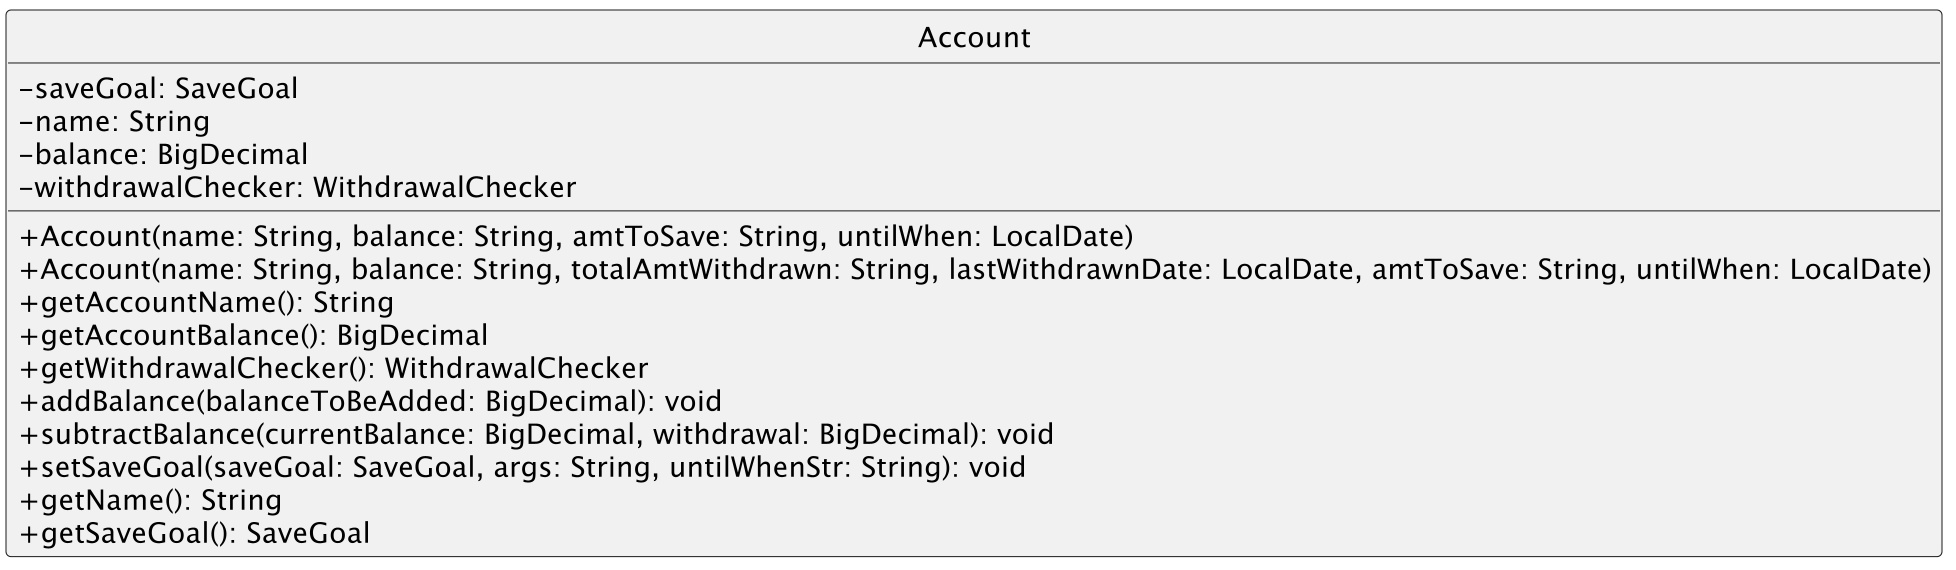 Account
-saveGoal: SaveGoal
-name: String
-balance: BigDecimal
-withdrawalChecker: WithdrawalChecker
+Account(name: String, balance: String, amtToSave: String, untilWhen: LocalDate)
+Account(name: String, balance: String, totalAmtWithdrawn: String, lastWithdrawnDate: LocalDate, amtToSave: String, untilWhen: LocalDate)
+getAccountName(): String
+getAccountBalance(): BigDecimal
+getWithdrawalChecker(): WithdrawalChecker
+addBalance(balanceToBeAdded: BigDecimal): void
+subtractBalance(currentBalance: BigDecimal, withdrawal: BigDecimal): void
+setSaveGoal(saveGoal: SaveGoal, args: String, untilWhenStr: String): void
+getName(): String
+getSaveGoal(): SaveGoal